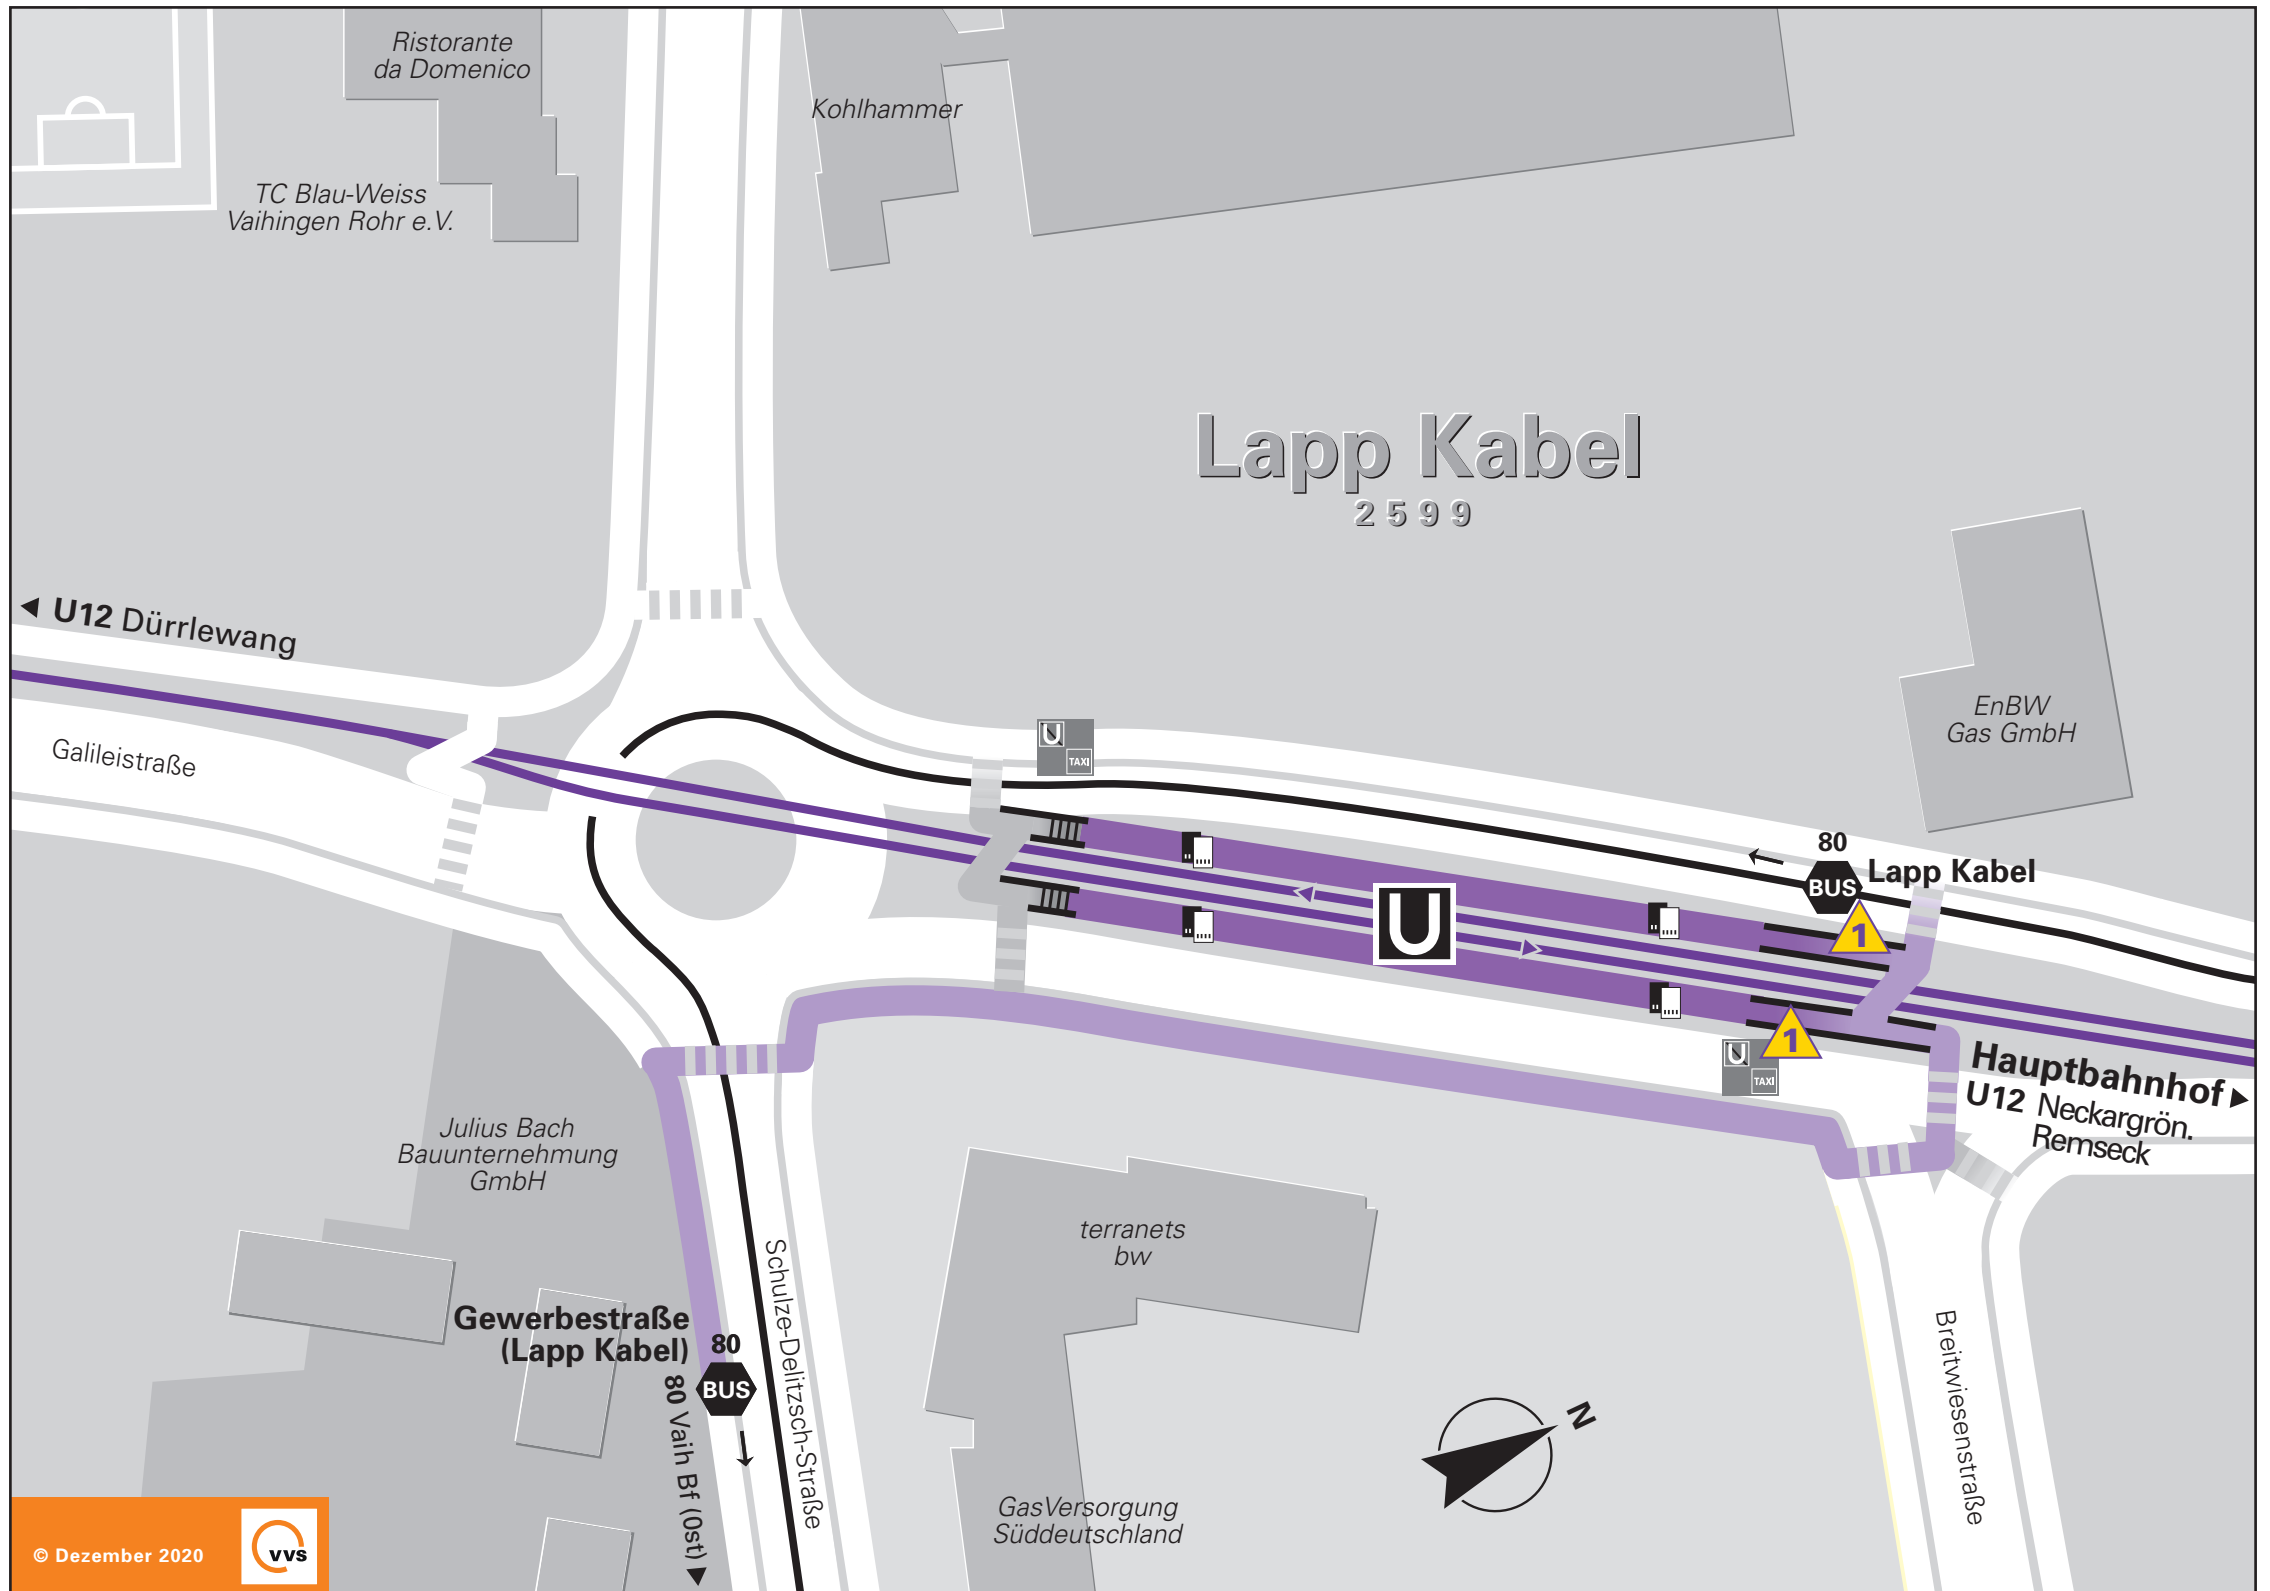 Ristorante
da Domenico
Kohlhammer
TC Blau-Weiss
Vaihingen Rohr e.V.
Lapp Kabel
2599
U12 Dürrlewang
Galileistraße
EnBW
Gas GmbH
U
TAXI
80
BUS
Lapp Kabel
1
U
1
U
TAXI
Hauptbahnhof
U12 Neckargrön.
Remseck
Julius Bach
Bauunternehmung
GmbH
terranets
bw
Schulze-Delitzsch-Straße
Gewerbestraße
(Lapp Kabel)
80
BUS
80 Vaih Bf (Ost)
Breitwiesenstraße
N
GasVersorgung
Süddeutschland
© Dezember 2020
vvs